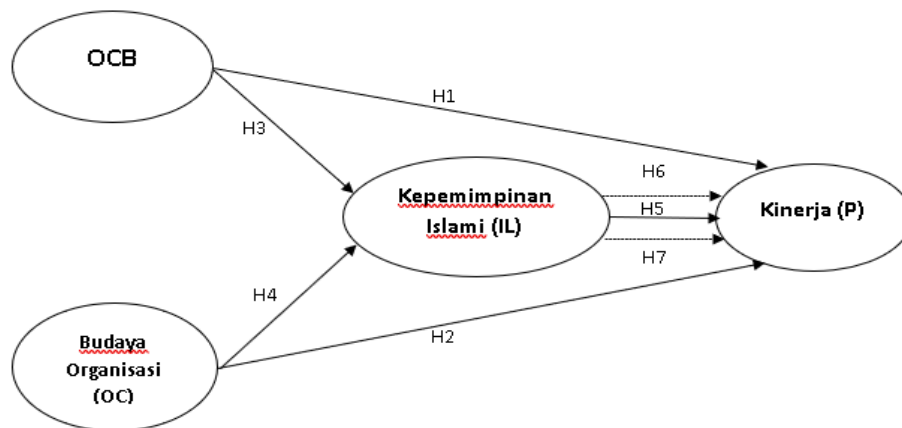 OCB
H1
H3
Kepemimpinan
Islami (IL)
H6
H5
H7
Kinerja (P)
H4
H2
Budaya
Organisasi
(OC)